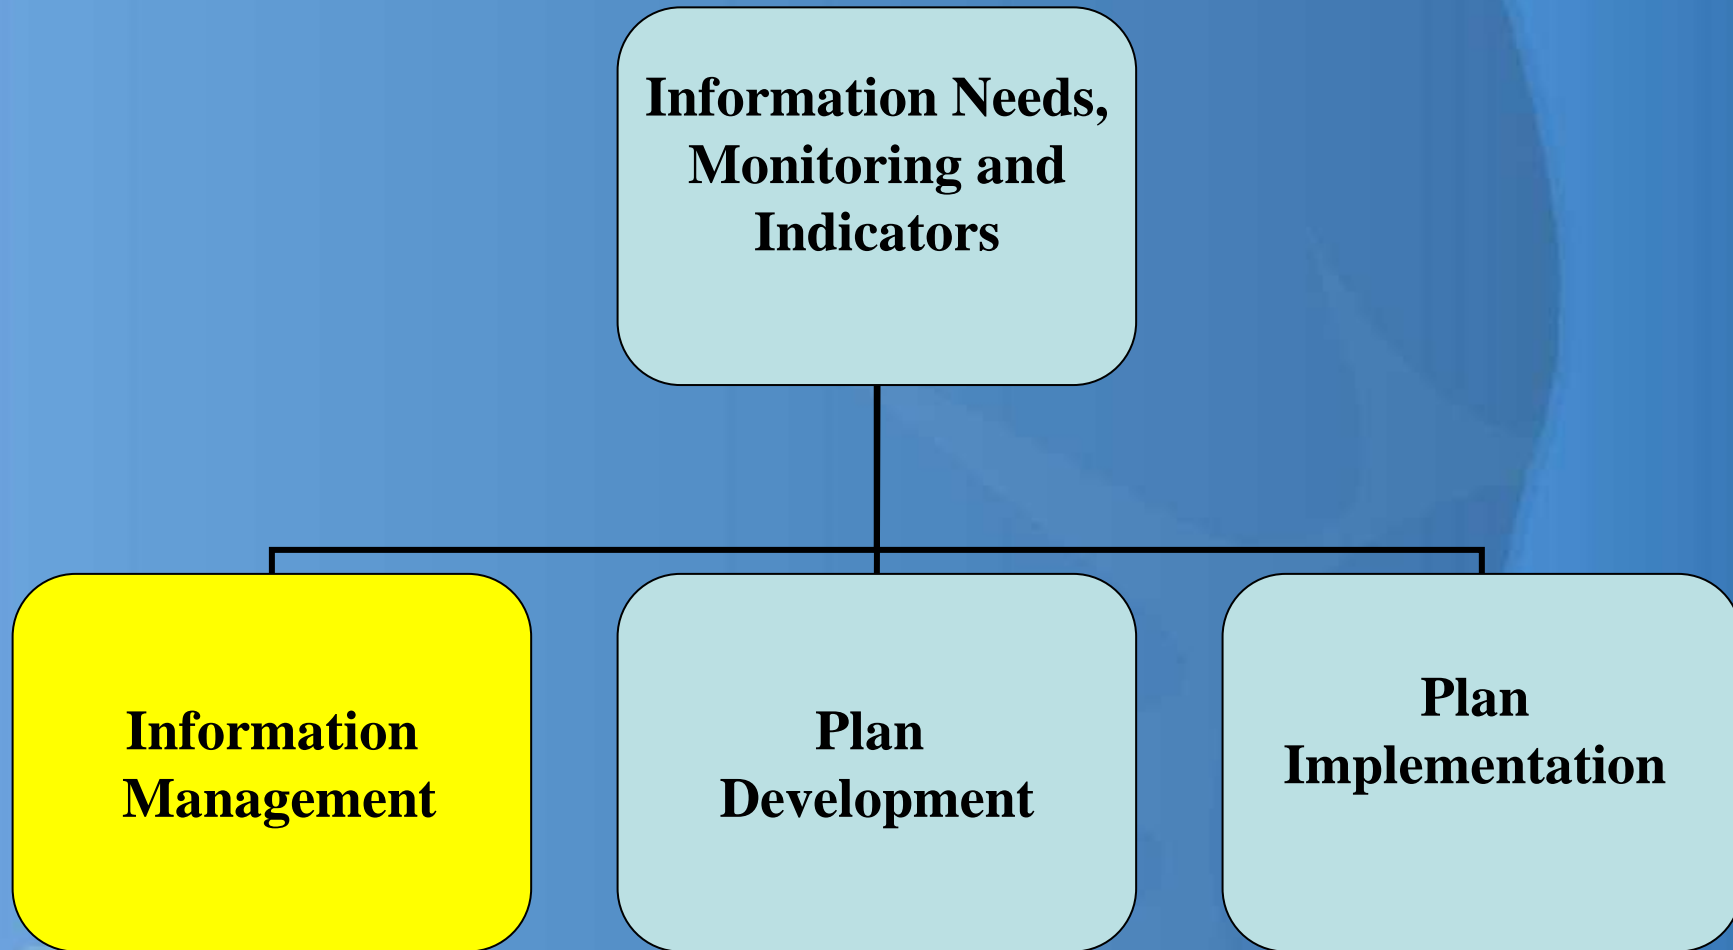 Information Needs,
Monitoring and
Indicators
Information
Management
Plan
Development
Plan
Implementation